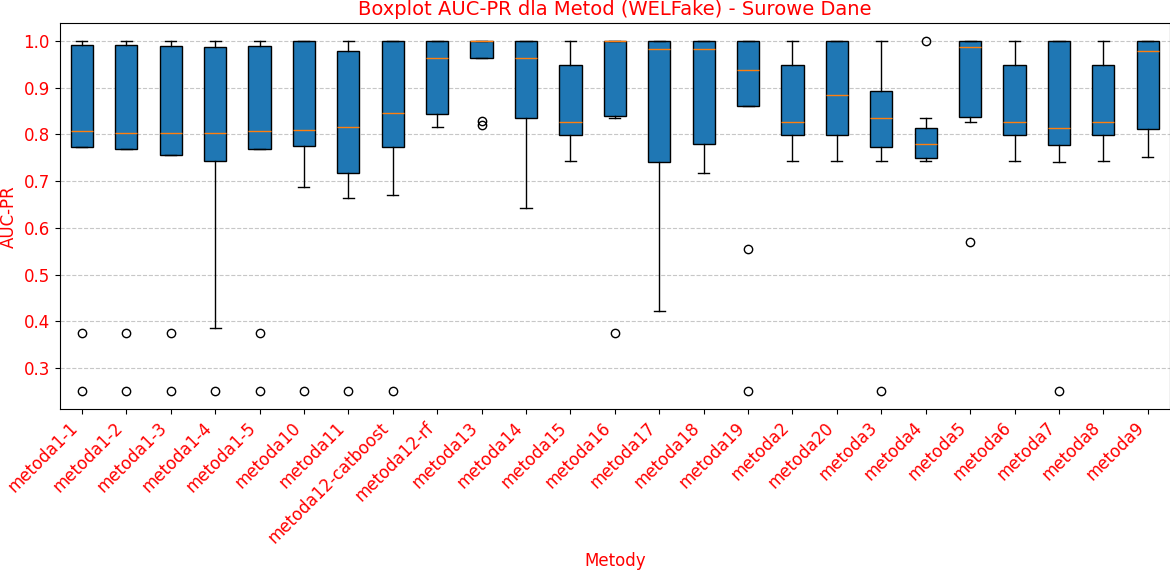 Boxplot AUC-PR dla Metod (WELFake) - Surowe Dane
AUC-PR
1.0
0.9
0.8
0.7
0.6
0.5
0.4
0.3
metoda1-1
metoda1-2
metoda1-3
metoda1-4
metoda1-5
metoda10
metoda11
metoda12-catboost
metoda12-rf
metoda13
metoda14
metoda15
metoda16
metoda17
metoda18
metoda19
metoda2
metoda20
metoda3
metoda4
metoda5
metoda6
metoda7
metoda8
metoda9
Metody